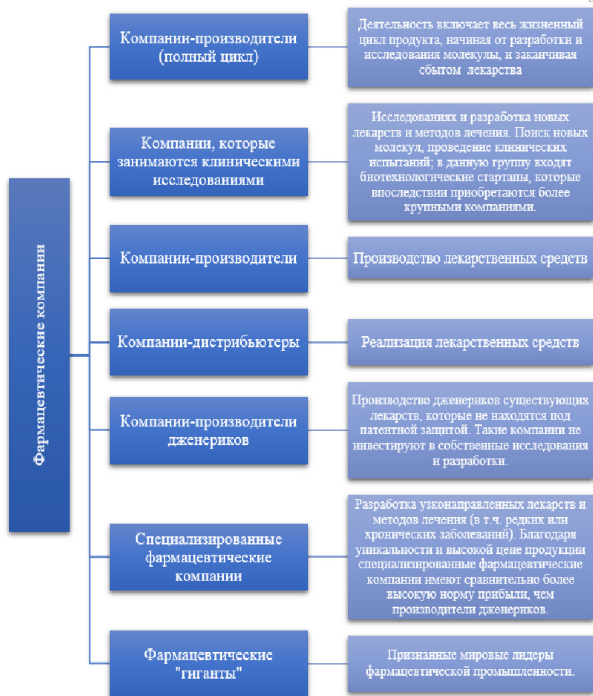 Фармацевтические компании
Компании-производители
(полный цикл)
Деятельность включает весь жизненный
цикл продукта, начиная от разработки и
исследования молекулы, и заканчивая
сбытом лекарства
Компании, которые
занимаются клиническими
исследованиями
Исследованиях и разработка новых
лекарств и методов лечения. Поиск новых
молекул, проведение клинических
испытаний; в данную группу входят
биотехнологические стартапы, которые
впоследствии приобретаются более
крупными компаниями.
Компании-производители
Производство лекарственных средств
Компании-дистрибьютеры
Реализация лекарственных средств
Компании-производители
дженериков
Производство дженериков существующих
лекарств, которые не находятся под
патентной защитой. Такие компании не
инвестируют в собственные исследования
и разработки.
Специализированные
фармацевтические
компании
Разработка узконаправленных лекарств и
методов лечения (в т.ч. редких или
хронических заболеваний). Благодаря
уникальности и высокой цене продукции
специализированные фармацевтические
компании имеют сравнительно более
высокую норму прибыли, чем
производители дженериков.
Фармацевтические
"гиганты"
Признанные мировые лидеры
фармацевтической промышленности.